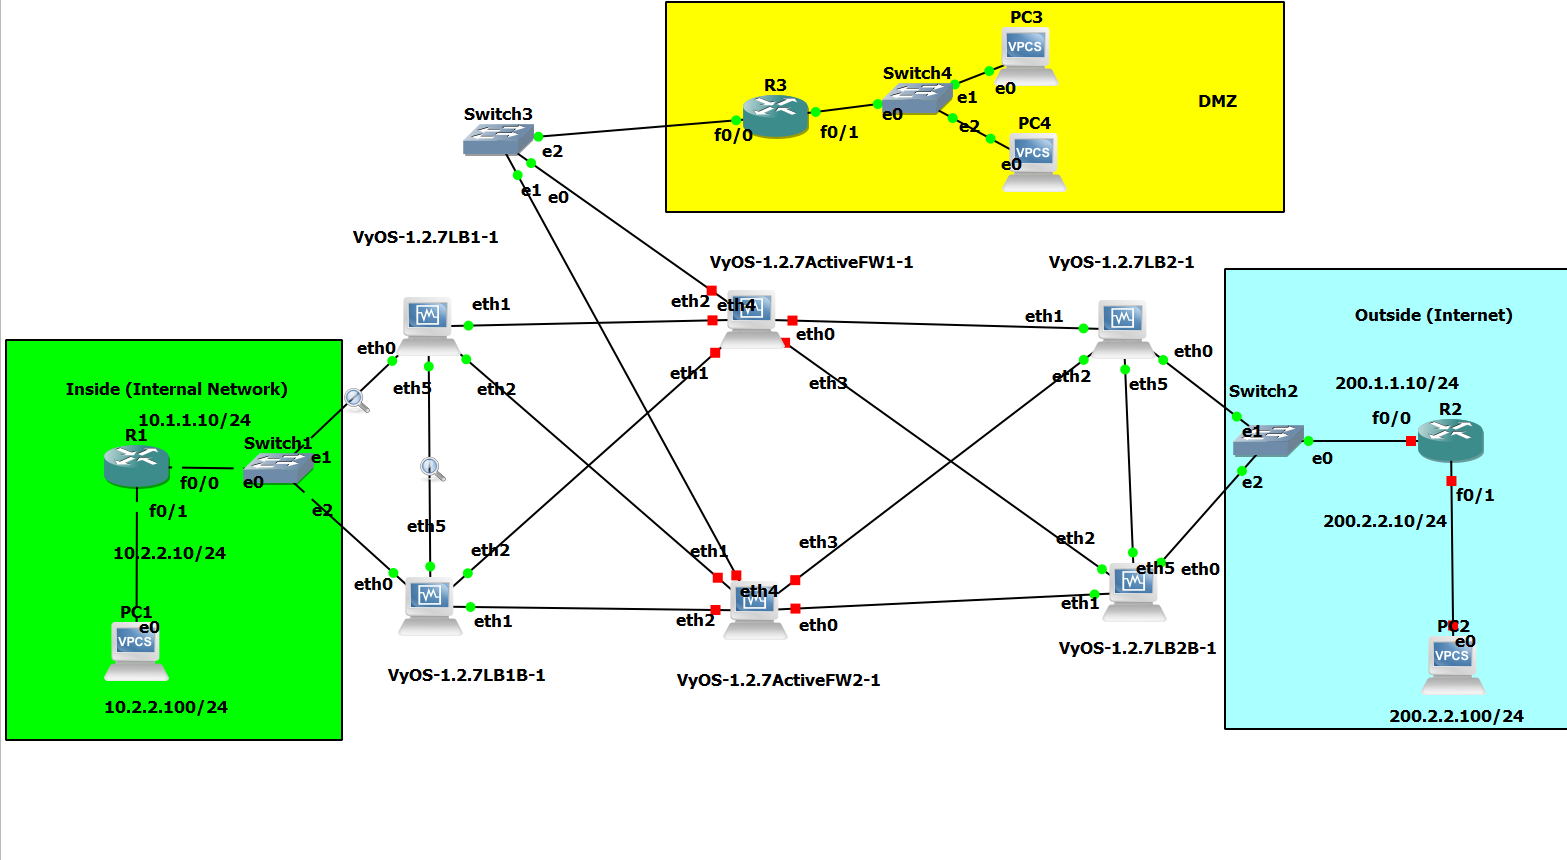 PC3
VPCS
Switch4
R3
e1
e0
DMZ
Switch3
e0
PC4
f0/0
f0/1
e2
e2
VPCS
e0
e1
e0
VyOS-1.2.7LB1-1
VyOS-1.2.7ActiveFW1-1
VyOS-1.2.7LB2-1
eth1
eth2
eth4
eth1
Outside (Internet)
eth0
eth0
eth0
Inside (Internal Network)
eth5
eth2
eth1
eth3
eth2
eth5
200.1.1.10/24
Switch2
10.1.1.10/24
f0/0
R2
R1
Switch1
e1
e1
e0
f0/0
e0
e2
f0/1
e2
f0/1
eth5
200.2.2.10/24
10.2.2.10/24
eth2
eth1
eth3
eth2
eth0
eth5
eth0
PC1
e0
VPCS
eth1
eth4
eth2
eth0
eth1
PC2
e0
VPCS
VyOS-1.2.7LB1B-1
VyOS-1.2.7ActiveFW2-1
VyOS-1.2.7LB2B-1
10.2.2.100/24
200.2.2.100/24